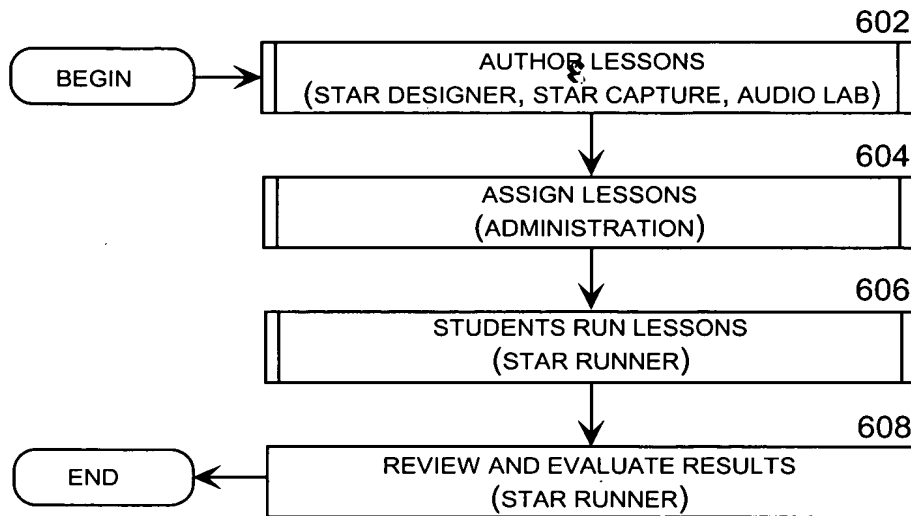 602
BEGIN
AUTHOR LESSONS
(STAR DESIGNER, STAR CAPTURE, AUDIO LAB)
604
ASSIGN LESSONS
(ADMINISTRATION)
606
STUDENTS RUN LESSONS
(STAR RUNNER)
608
END
REVIEW AND EVALUATE RESULTS
(STAR RUNNER)